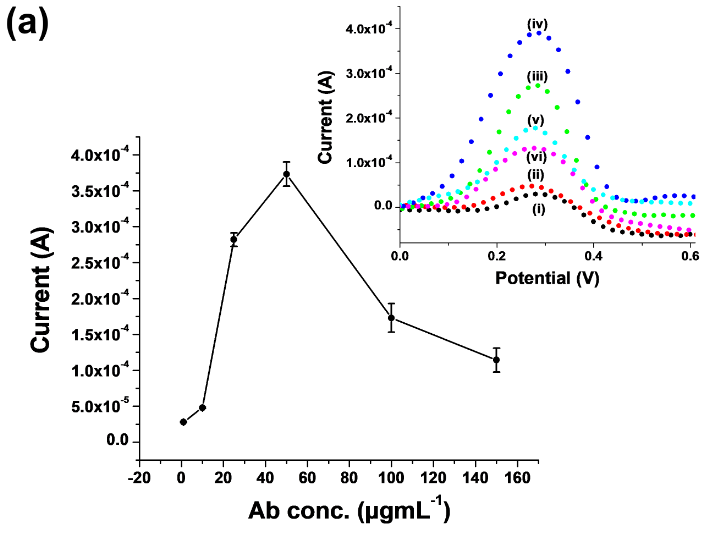 (a)
Current (A)
4.0x10⁻⁴
3.5x10⁻⁴
3.0x10⁻⁴
2.5x10⁻⁴
2.0x10⁻⁴
1.5x10⁻⁴
1.0x10⁻⁴
5.0x10⁻⁵
0.0
-20 0 20 40 60 80 100 120 140 160
Ab conc. (µgmL⁻¹)
Current (A)
4.0x10⁻⁴
3.0x10⁻⁴
2.0x10⁻⁴
1.0x10⁻⁴
0.0
(iv)
(iii)
(v)
(vi)
(ii)
(i)
0.0 0.2 0.4 0.6
Potential (V)